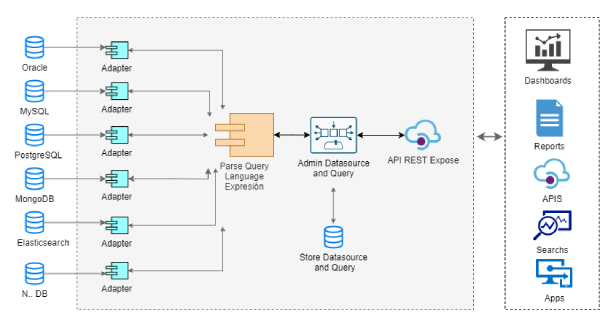 Oracle
Adapter
MySQL
Adapter
PostgreSQL
Adapter
MongoDB
Adapter
Elasticsearch
Adapter
N.. DB
Adapter
Parse Query
Language
Expresión
Admin Datasource
and Query
API REST Expose
Store Datasource
and Query
Dashboards
Reports
APIS
Searchs
Apps